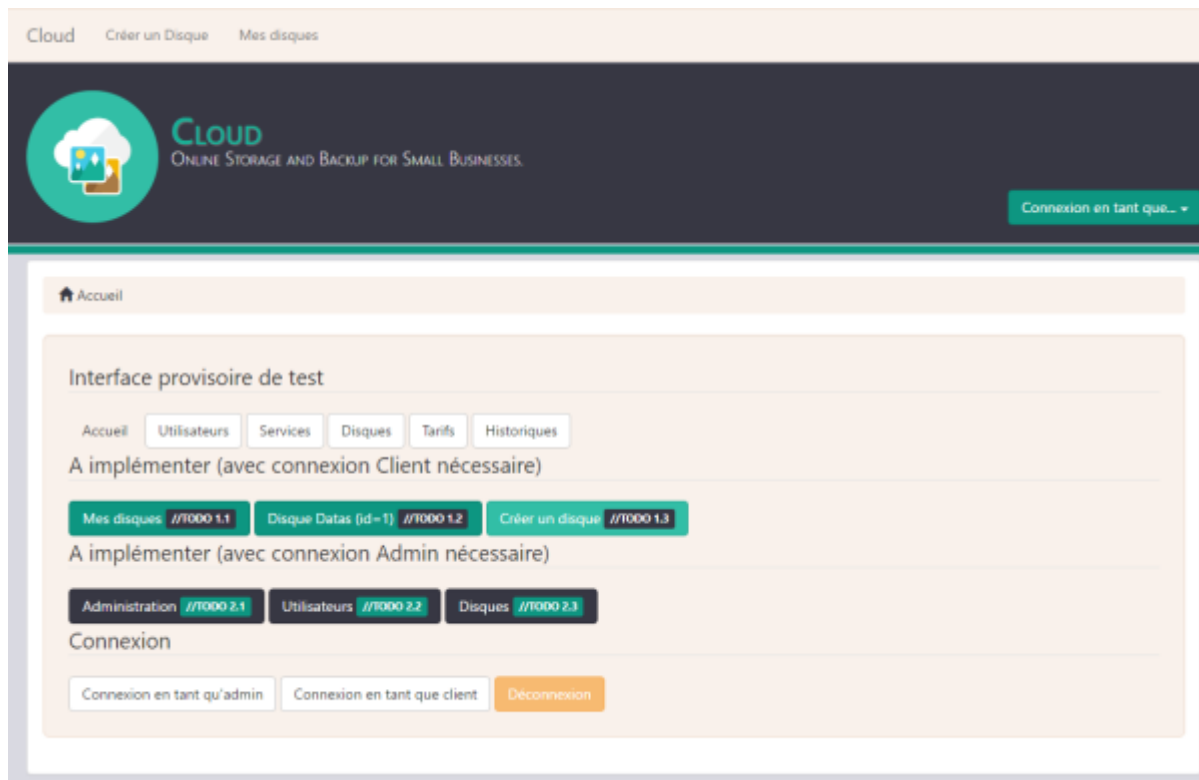 Cloud Créer un Disque Mes disques
CLOUD
ONLINE STORAGE AND BACKUP FOR SMALL BUSINESSES.
Connexion en tant que...
Accueil
Interface provisoire de test
Accueil Utilisateurs Services Disques Tarifs Historiques
A implémenter (avec connexion Client nécessaire)
Mes disques //TODO 1.1 Disque Datas (id=1) //TODO 1.2 Créer un disque //TODO 1.3
A implémenter (avec connexion Admin nécessaire)
Administration //TODO 2.1 Utilisateurs //TODO 2.2 Disques //TODO 2.3
Connexion
Connexion en tant qu'admin Connexion en tant que client Déconnexion